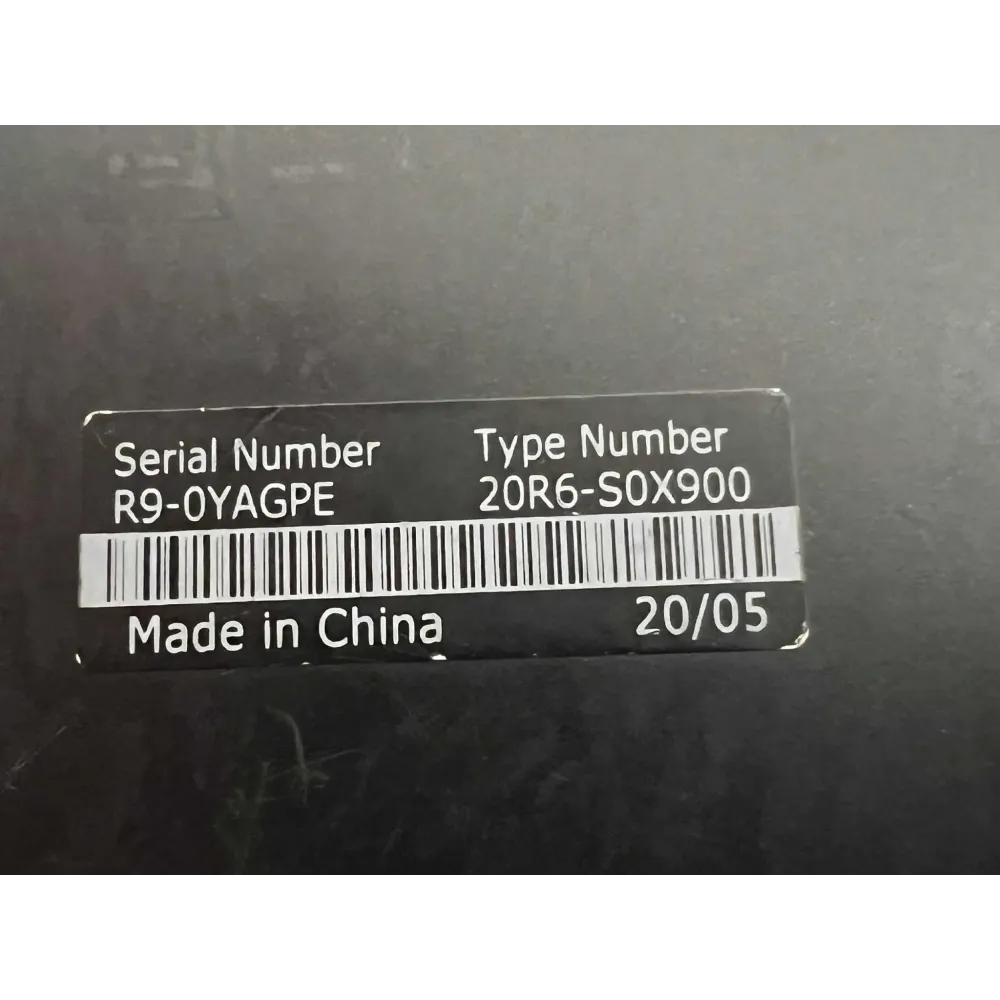 Serial Number Type Number
R9-0YAGPE 20R6-S0X900
Made in China 20/05